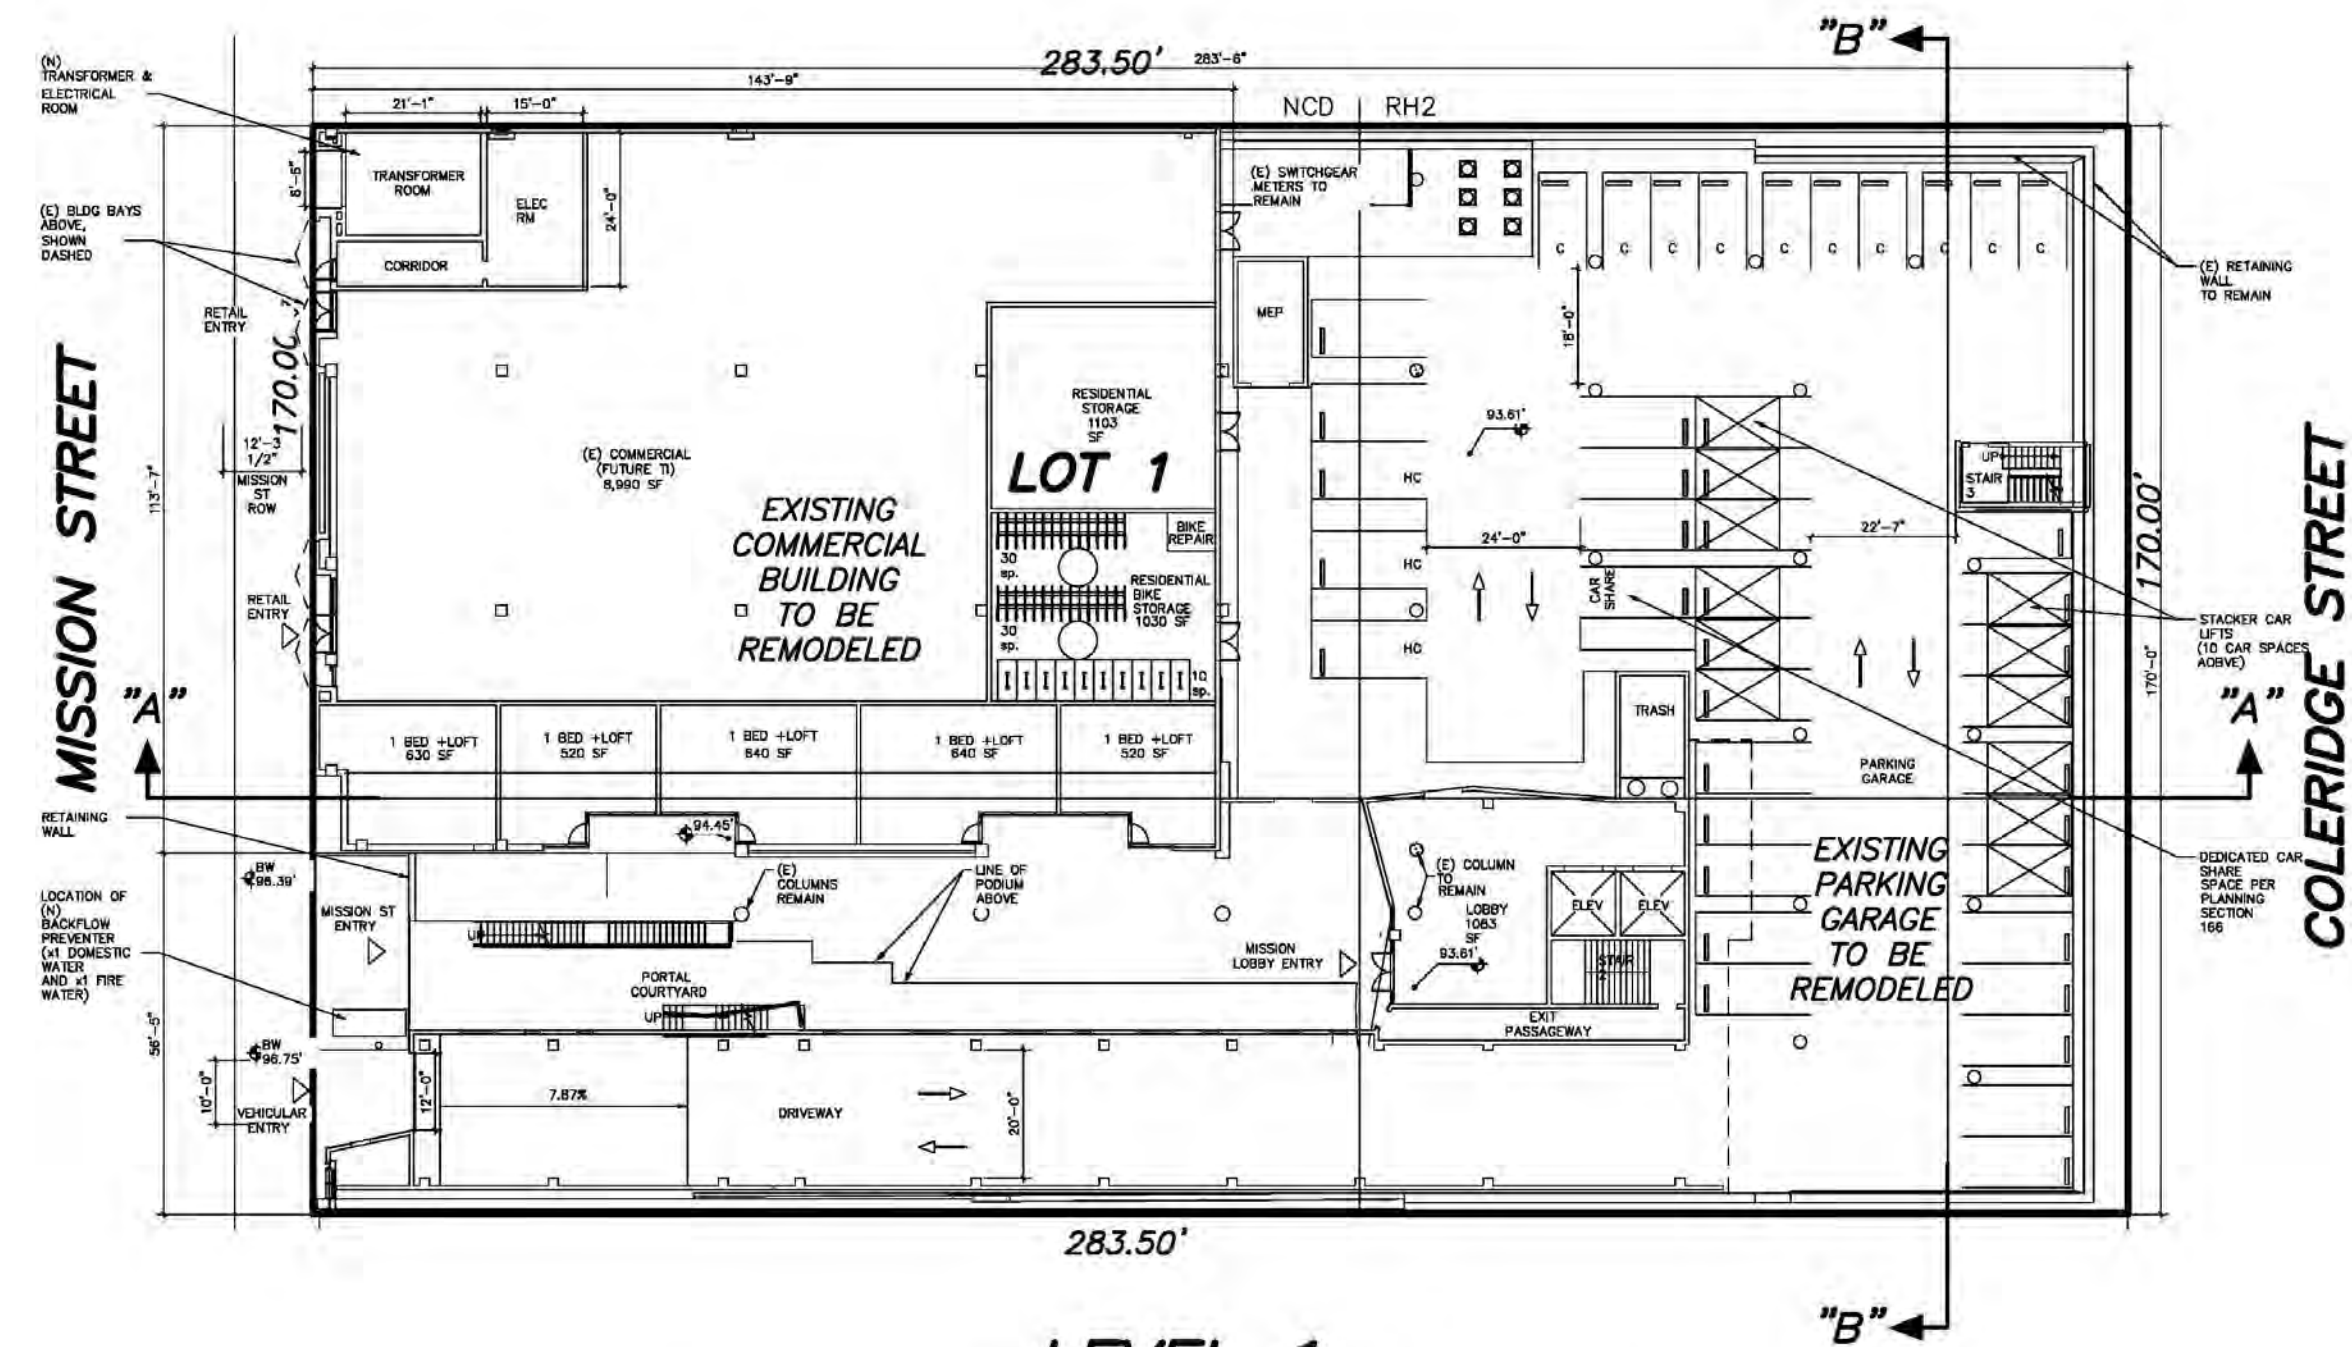 "B"
(N)
TRANSFORMER &
ELECTRICAL
ROOM
283.50'
283'-6"
143'-9"
21'-1"
15'-0"
NCD
RH2
8'-6"
TRANSFORMER
ROOM
ELEC
RM
24'-0"
CORRIDOR
(E) BLDG BAYS
ABOVE,
SHOWN
DASHED
(E) SWITCHGEAR
METERS TO
REMAIN
C
C
C
C
C
C
C
C
C
C
(E) RETAINING
WALL
TO REMAIN
RETAIL
ENTRY
MEP
18'-0"
MISSION STREET
12'-3
1/2"
MISSION
ST
ROW
113'-7"
(E) COMMERCIAL
(FUTURE TI)
8,990 SF
RESIDENTIAL
STORAGE
1103
SF
LOT 1
93.61'
HC
UP
STAIR
3
170.00'
COLERIDGE STREET
EXISTING
COMMERCIAL
BUILDING
TO BE
REMODELED
BIKE
REPAIR
30
sp.
RESIDENTIAL
BIKE
STORAGE
1030 SF
30
sp.
10
sp.
24'-0"
22'-7"
HC
CAR
SHARE
HC
RETAIL
ENTRY
STACKER CAR
LIFTS
(10 CAR SPACES
AOBVE)
170'-0"
"A"
"A"
TRASH
1 BED +LOFT
630 SF
1 BED +LOFT
520 SF
1 BED +LOFT
640 SF
1 BED +LOFT
640 SF
1 BED +LOFT
520 SF
PARKING
GARAGE
RETAINING
WALL
94.45'
EXISTING
PARKING
GARAGE
TO BE
REMODELED
DEDICATED CAR
SHARE
SPACE PER
PLANNING
SECTION
166
BW
(E)
COLUMNS
REMAIN
LINE OF
PODIUM
ABOVE
(E) COLUMN
TO
REMAIN
LOBBY
1083
SF
ELEV
ELEV
LOCATION OF
(N)
BACKFLOW
PREVENTER
(x1 DOMESTIC
WATER
AND x1 FIRE
WATER)
MISSION ST
ENTRY
UP
MISSION
LOBBY ENTRY
93.61'
STAIR
2
PORTAL
COURTYARD
UP
EXIT
PASSAGEWAY
56'-5"
BW
96.75'
10'-0"
VEHICULAR
ENTRY
12'-0"
7.87%
DRIVEWAY
20'-0"
283.50'
"B"
LEVEL 1